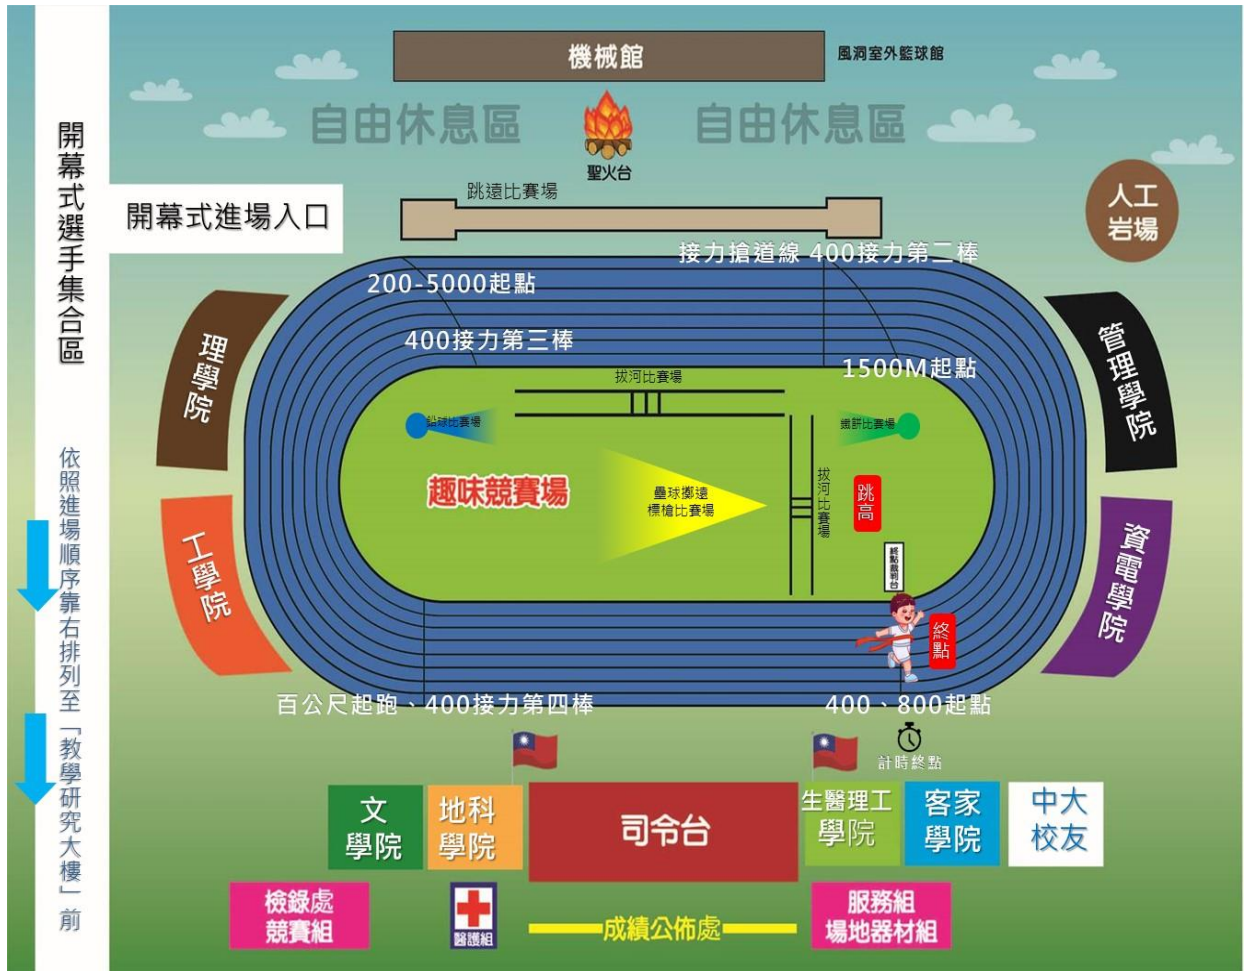 機械館
風洞室外籃球館
自由休息區
自由休息區
聖火台
開幕式選手集合區
依照進場順序靠右排列至「教學研究大樓」前
開幕式進場入口
跳遠比賽場
人工
岩場
接力搶道線 400接力第二棒
200-5000起點
400接力第三棒
1500M起點
理學院
管理學院
拔河比賽場
鉛球比賽場
鐵餅比賽場
趣味競賽場
壘球擲遠
標槍比賽場
拔河比賽場
跳高
工學院
資電學院
終點裁判台
終點
百公尺起跑、400接力第四棒
400、800起點
計時終點
文
學院
地科
學院
司令台
生醫理工
學院
客家
學院
中大
校友
檢錄處
競賽組
醫護組
成績公佈處
服務組
場地器材組